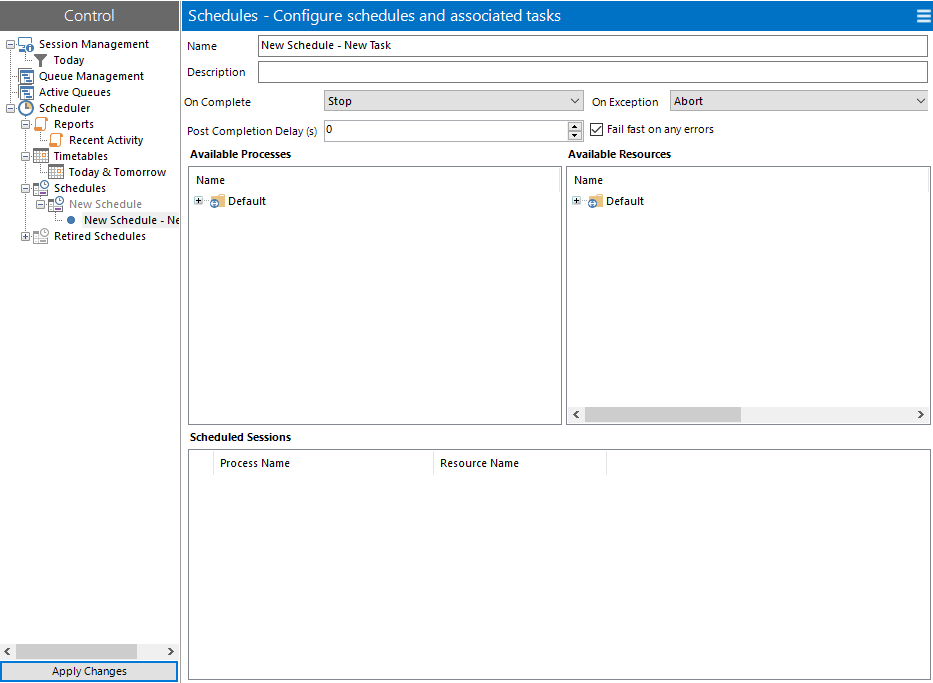 Control
Schedules - Configure schedules and associated tasks
Session Management
Today
Queue Management
Active Queues
Scheduler
Reports
Recent Activity
Timetables
Today & Tomorrow
Schedules
New Schedule
New Schedule - Ne
Retired Schedules
Apply Changes
Name New Schedule - New Task
Description
On Complete Stop On Exception Abort
Post Completion Delay (s) 0 Fail fast on any errors
Available Processes Available Resources
Name Name
Default Default
Scheduled Sessions
Process Name Resource Name